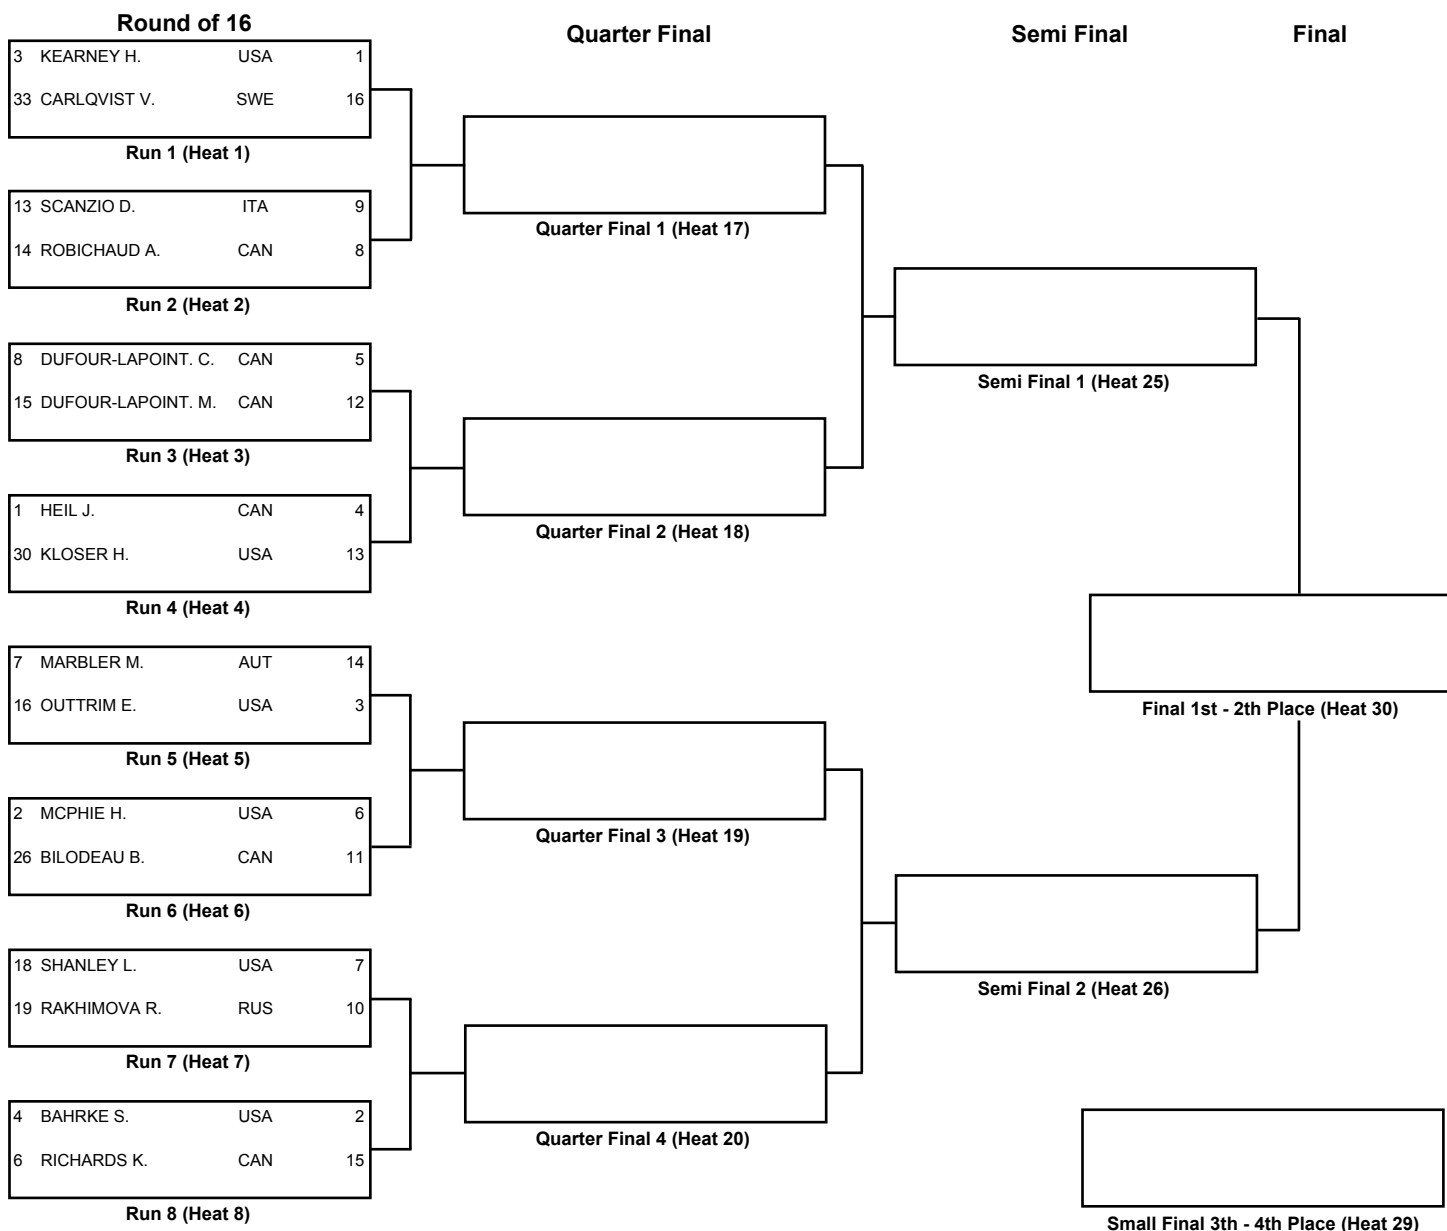 Round of 16
Quarter Final
Semi Final
Final
3 KEARNEY H. USA 1
33 CARLQVIST V. SWE 16
Run 1 (Heat 1)
13 SCANZIO D. ITA 9
14 ROBICHAUD A. CAN 8
Run 2 (Heat 2)
8 DUFOUR-LAPOINT. C. CAN 5
15 DUFOUR-LAPOINT. M. CAN 12
Run 3 (Heat 3)
1 HEIL J. CAN 4
30 KLOSER H. USA 13
Run 4 (Heat 4)
7 MARBLER M. AUT 14
16 OUTTRIM E. USA 3
Run 5 (Heat 5)
2 MCPHIE H. USA 6
26 BILODEAU B. CAN 11
Run 6 (Heat 6)
18 SHANLEY L. USA 7
19 RAKHIMOVA R. RUS 10
Run 7 (Heat 7)
4 BAHRKE S. USA 2
6 RICHARDS K. CAN 15
Run 8 (Heat 8)
Quarter Final 1 (Heat 17)
Quarter Final 2 (Heat 18)
Quarter Final 3 (Heat 19)
Quarter Final 4 (Heat 20)
Semi Final 1 (Heat 25)
Semi Final 2 (Heat 26)
Final 1st - 2th Place (Heat 30)
Small Final 3th - 4th Place (Heat 29)